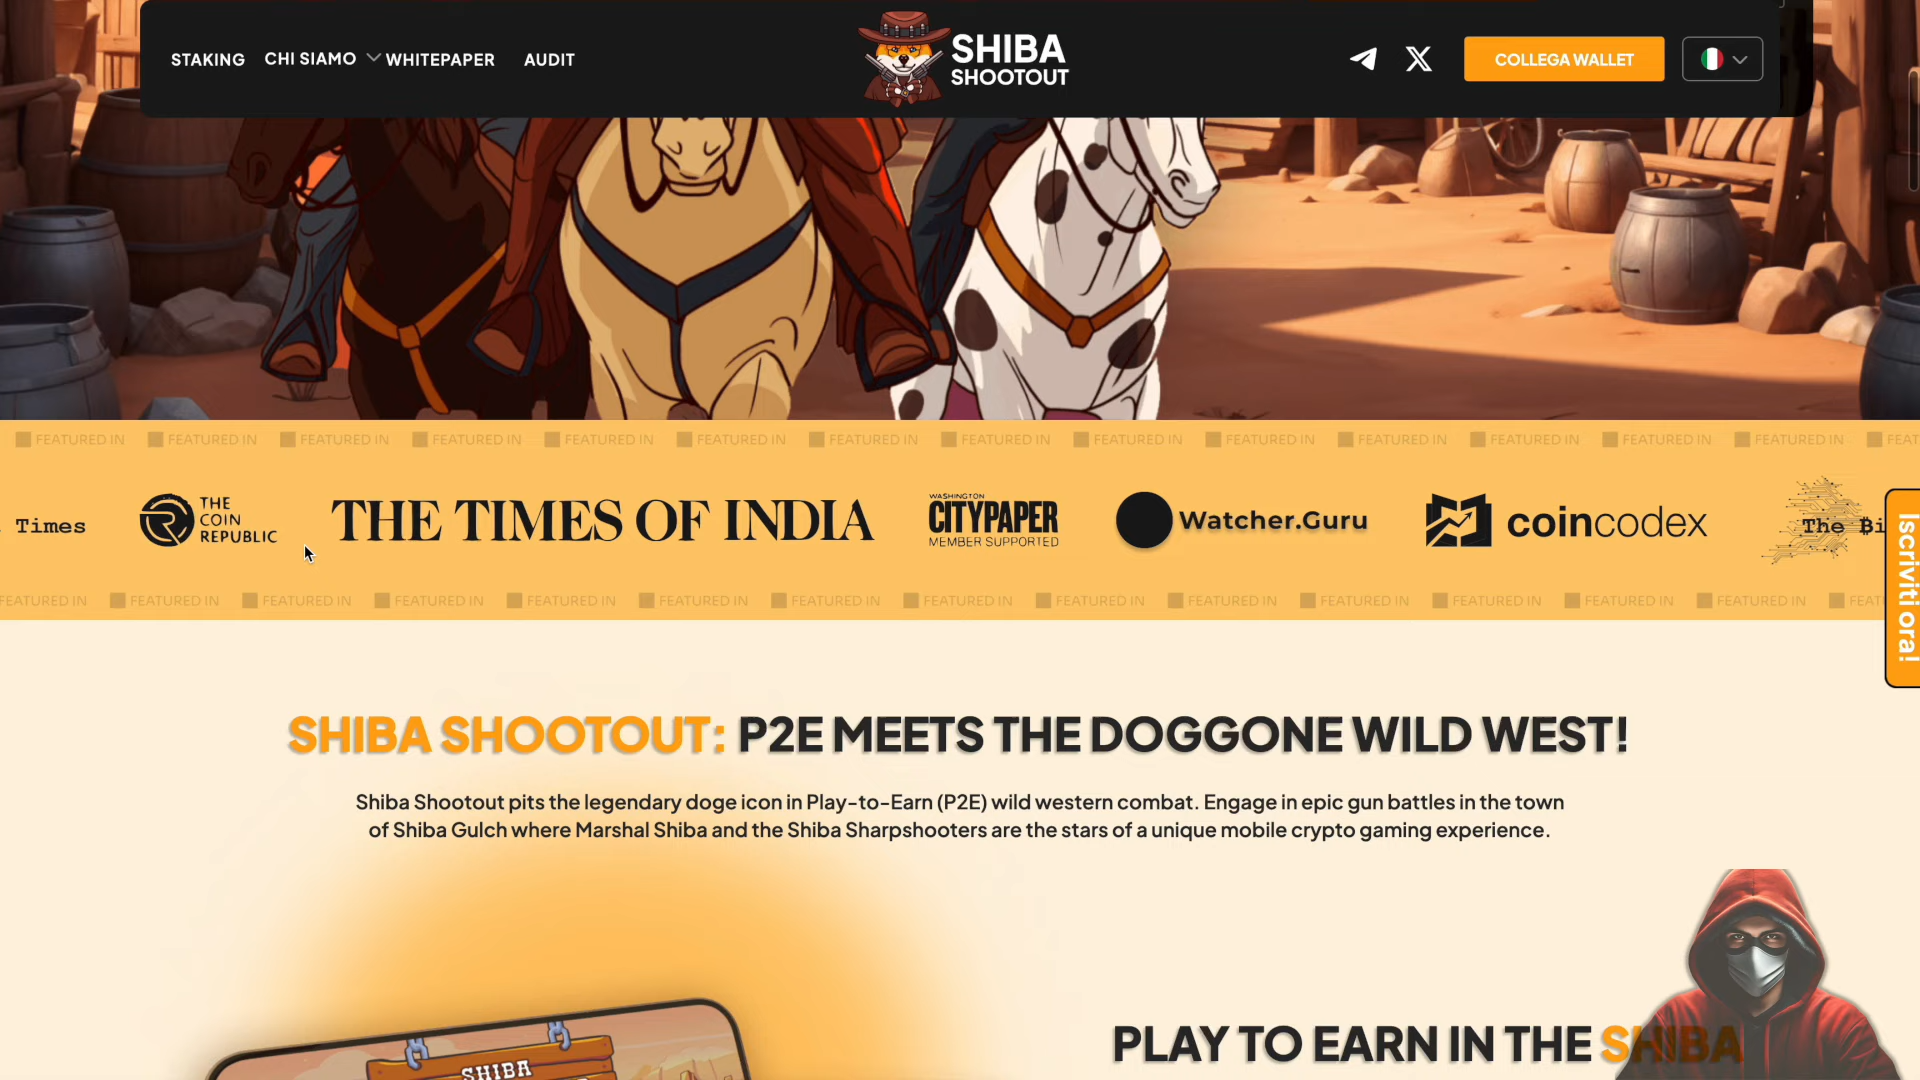 STAKING CHI SIAMO WHITEPAPER AUDIT
SHIBA
SHOOTOUT
COLLEGA WALLET
FEATURED IN FEATURED IN FEATURED IN FEATURED IN FEATURED IN FEATURED IN FEATURED IN FEATURED IN FEATURED IN FEATURED IN FEATURED IN FEATURED IN FEATURED IN FEATURED IN FEAT
Times
THE
COIN
REPUBLIC
THE TIMES OF INDIA
WASHINGTON
CITYPAPER
MEMBER SUPPORTED
Watcher.Guru
coincodex
The Bi
Iscriviti ora!
FEATURED IN FEATURED IN FEATURED IN FEATURED IN FEATURED IN FEATURED IN FEATURED IN FEATURED IN FEATURED IN FEATURED IN FEATURED IN FEATURED IN FEATURED IN FEATURED IN FEAT
SHIBA SHOOTOUT: P2E MEETS THE DOGGONE WILD WEST!
Shiba Shootout pits the legendary doge icon in Play-to-Earn (P2E) wild western combat. Engage in epic gun battles in the town
of Shiba Gulch where Marshal Shiba and the Shiba Sharpshooters are the stars of a unique mobile crypto gaming experience.
SHIBA
PLAY TO EARN IN THE SHIBA